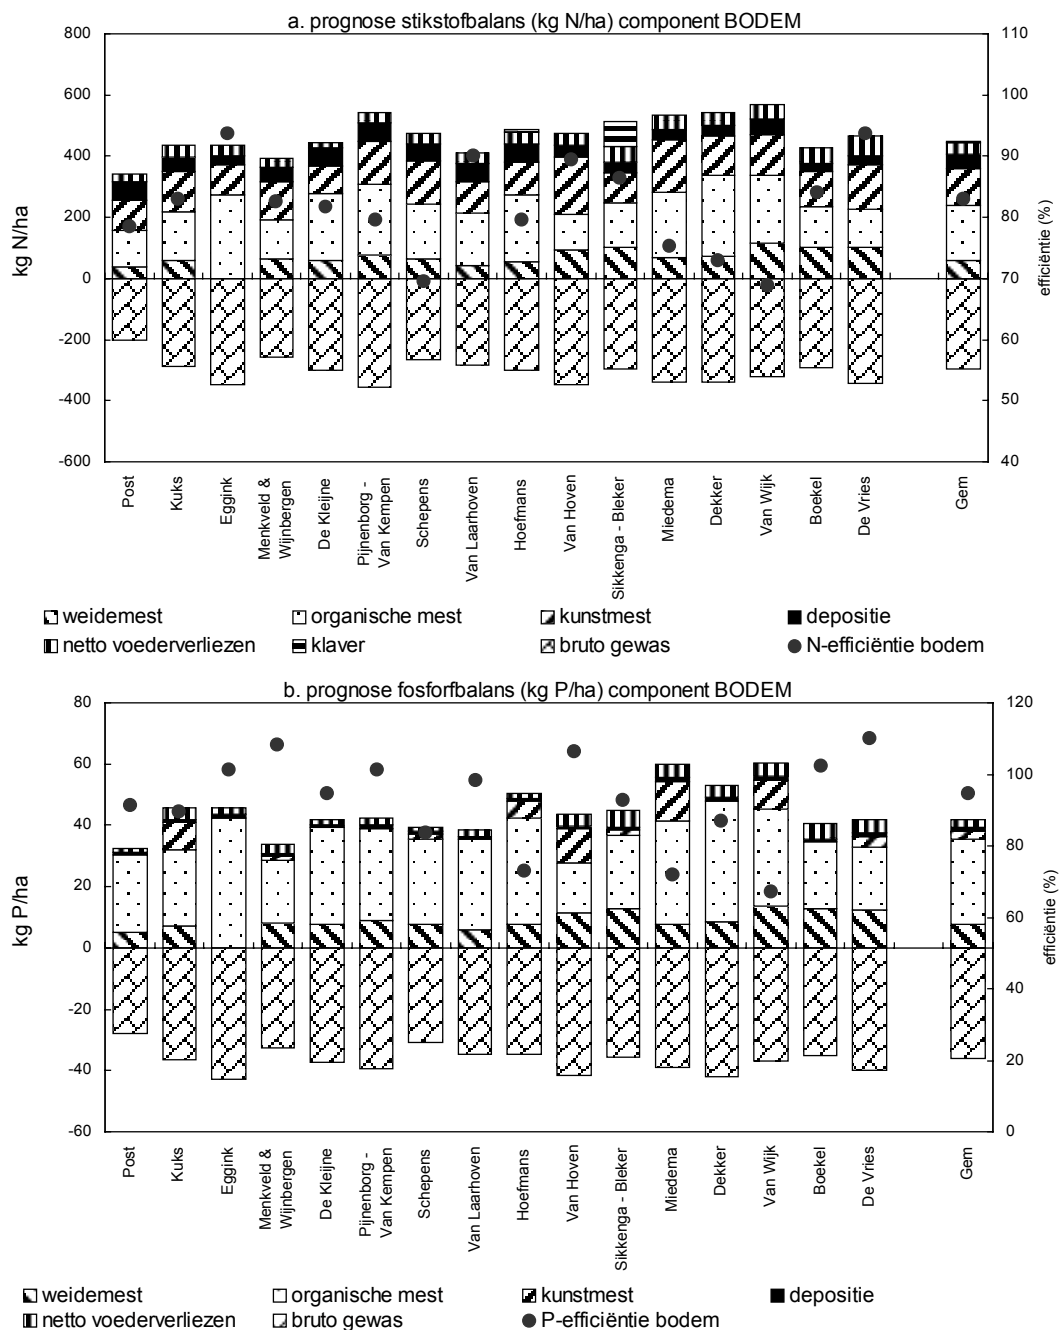 a. prognose stikstofbalans (kg N/ha) component BODEM
800
600
400
200
0
-200
-400
-600
kg N/ha
110
100
90
80
70
60
50
40
efficiëntie (%)
Post
Kuks
Eggink
Menkveld &
Wijnbergen
De Kleijne
Pijnenborg -
Van Kempen
Schepens
Van Laarhoven
Hoefmans
Van Hoven
Sikkenga - Bleker
Miedema
Dekker
Van Wijk
Boekel
De Vries
Gem
weidemest organische mest kunstmest depositie
netto voederverliezen klaver bruto gewas N-efficiëntie bodem
b. prognose fosforfbalans (kg P/ha) component BODEM
80
60
40
20
0
-20
-40
-60
kg P/ha
120
100
80
60
40
20
0
efficiëntie (%)
Post
Kuks
Eggink
Menkveld &
Wijnbergen
De Kleijne
Pijnenborg -
Van Kempen
Schepens
Van Laarhoven
Hoefmans
Van Hoven
Sikkenga - Bleker
Miedema
Dekker
Van Wijk
Boekel
De Vries
Gem
weidemest organische mest kunstmest depositie
netto voederverliezen bruto gewas P-efficiëntie bodem